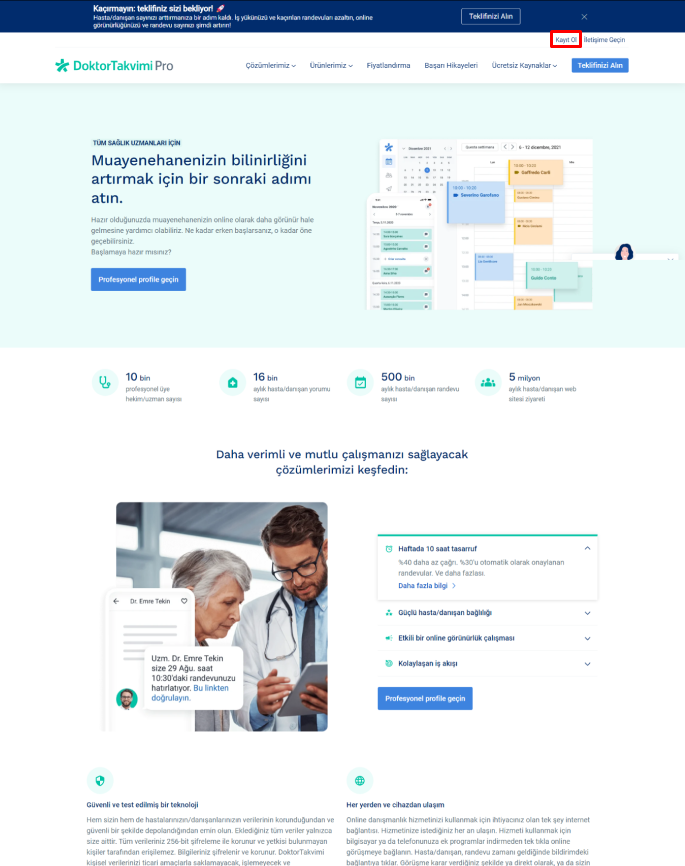 Kaçırmayın: teklifiniz sizi bekliyor! 🚀
Hasta/danışan sayınızı arttırmanıza bir adım kaldı. İş yükünüzü ve kaçırılan randevuları azaltın, online
görünürlüğünüzü ve randevu sayınızı şimdi artırın!
Teklifinizi Alın
Kayıt Ol
İletişime Geçin
DoktorTakvimi Pro
Çözümlerimiz
Ürünlerimiz
Fiyatlandırma
Başarı Hikayeleri
Ücretsiz Kaynaklar
Teklifinizi Alın
TÜM SAĞLIK UZMANLARI İÇİN
Muayenehanenizin bilinirliğini
artırmak için bir sonraki adımı
atın.
Hazır olduğunuzda muayenehanenizin online olarak daha görünür hale
gelmesine yardımcı olabiliriz. Ne kadar erken başlarsanız, o kadar öne
geçebilirsiniz.
Başlamaya hazır mısınız?
Profesyonel profile geçin
Dicembre 2021
Questa settimana
6 - 12 dicembre, 2021
Goffredo Carli
Severino Ganciano
Guido Costa
10 bin
profesyonel üye
hekim/uzman sayısı
16 bin
aylık hasta/danışan yorumu
sayısı
500 bin
aylık hasta/danışan randevu
sayısı
5 milyon
aylık hasta/danışan web
sitesi ziyareti
Daha verimli ve mutlu çalışmanızı sağlayacak
çözümlerimizi keşfedin:
Dr. Emre Tekin
Uzm. Dr. Emre Tekin
size 29 Ağu. saat
10:30'daki randevunuzu
hatırlatıyor. Bu linkten
doğrulayın.
Haftada 10 saat tasarruf
%40 daha az çağrı. %30'u otomatik olarak onaylanan
randevular. Ve daha fazlası.
Daha fazla bilgi
Güçlü hasta/danışan bağlılığı
Etkili bir online görünürlük çalışması
Kolaylaşan iş akışı
Profesyonel profile geçin
Güvenli ve test edilmiş bir teknoloji
Hem sizin hem de hastalarınızın/danışanlarınızın verilerinin korunduğundan ve
güvenli bir şekilde depolandığından emin olun. Eklediğiniz tüm veriler yalnızca
size aittir. Tüm verileriniz 256-bit şifreleme ile korunur ve yetkisi bulunmayan
kişiler tarafından erişilemez. Bilgileriniz şifrelenir ve korunur. DoktorTakvimi
kişisel verilerinizi ticari amaçlarla saklamayacak, işlemeyecek ve
Her yerden ve cihazdan ulaşım
Online danışmanlık hizmetinizi kullanmak için ihtiyacınız olan tek şey internet
bağlantısı. Hizmetinize istediğiniz her an ulaşın. Hizmeti kullanmak için
bilgisayar ya da telefonunuza ek programlar indirmeden tek tıkla online
görüşmeye bağlanın. Hasta/danışan, randevu zamanı geldiğinde bildirimdeki
bağlantıya tıklar. Görüşme karar verdiğiniz şekilde ya direkt olarak, ya da sizin